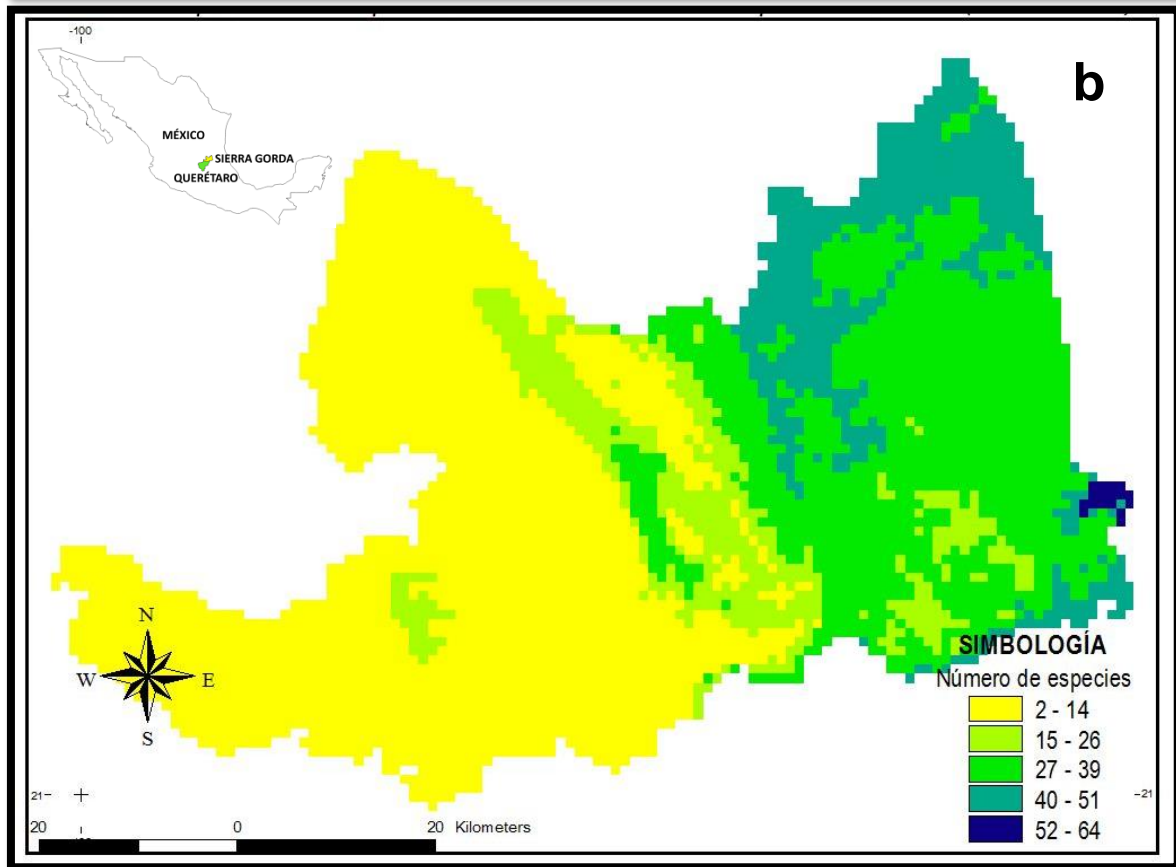 -100
b
MÉXICO
SIERRA GORDA
QUERÉTARO
N
W E
S
SIMBOLOGÍA
Número de especies
2 - 14
15 - 26
27 - 39
40 - 51
52 - 64
21
-21
20 0 20 Kilometers